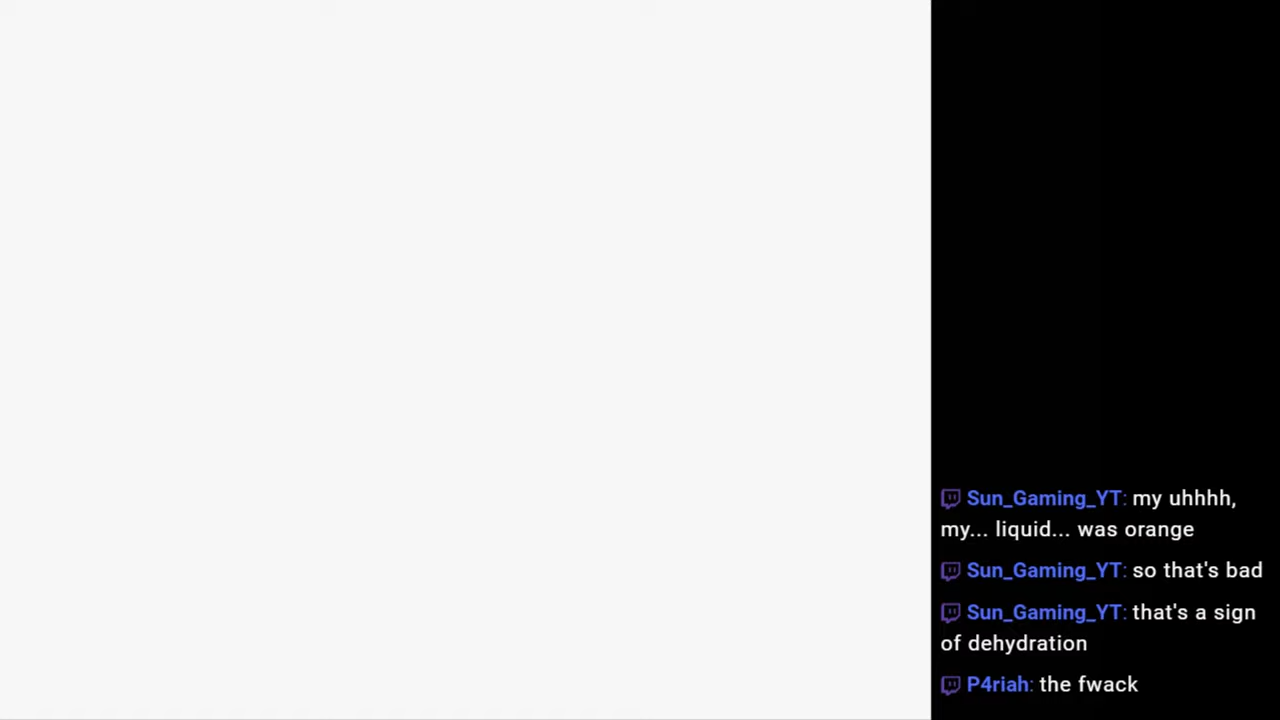 Sun_Gaming_YT: my uhhhh,
my... liquid... was orange
Sun_Gaming_YT: so that's bad
Sun_Gaming_YT: that's a sign
of dehydration
P4riah: the fwack